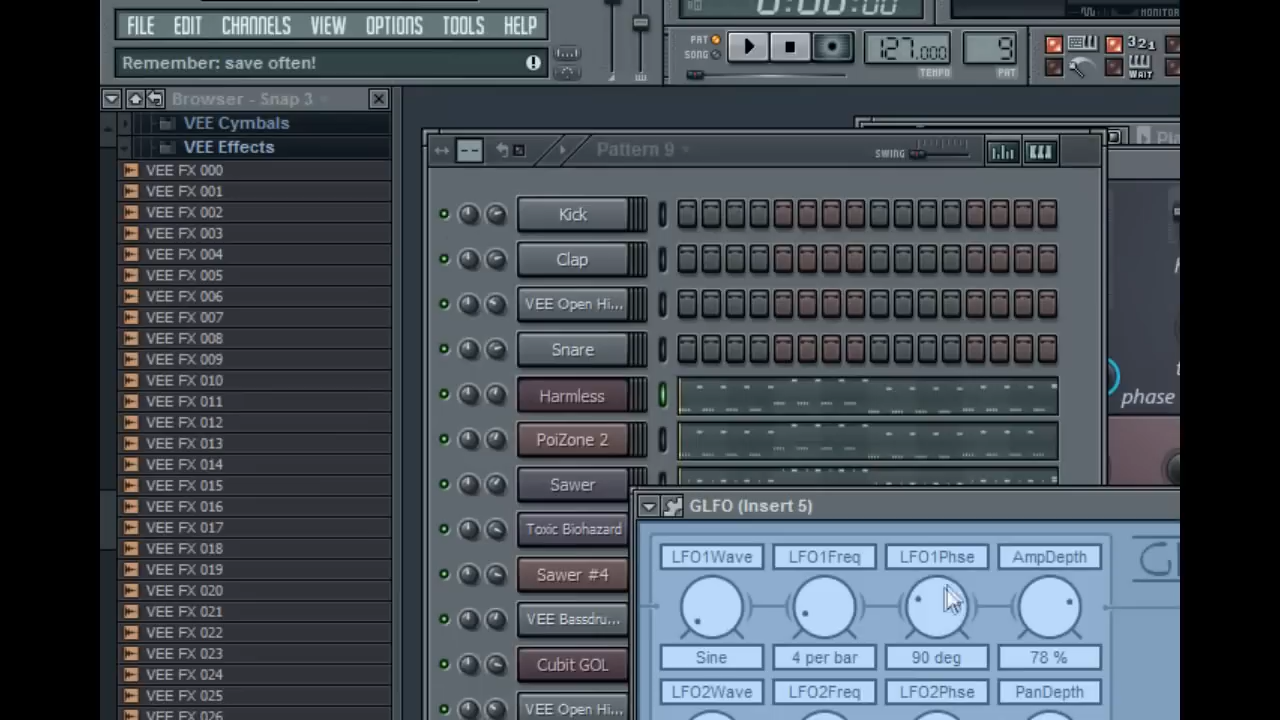 0:00:00
MONITOR
FILE EDIT CHANNELS VIEW OPTIONS TOOLS HELP
PAT
SONG
127.000
TEMPO
9
PAT
321
WAIT
Remember: save often!
Browser - Snap 3
VEE Cymbals
VEE Effects
VEE FX 000
VEE FX 001
VEE FX 002
VEE FX 003
VEE FX 004
VEE FX 005
VEE FX 006
VEE FX 007
VEE FX 008
VEE FX 009
VEE FX 010
VEE FX 011
VEE FX 012
VEE FX 013
VEE FX 014
VEE FX 015
VEE FX 016
VEE FX 017
VEE FX 018
VEE FX 019
VEE FX 020
VEE FX 021
VEE FX 022
VEE FX 023
VEE FX 024
VEE FX 025
VEE FX 026
Pattern 9
SWING
Kick
Clap
VEE Open Hi...
Snare
Harmless
PoiZone 2
Sawer
Toxic Biohazard
Sawer #4
VEE Bassdru...
Cubit GOL
VEE Open Hi...
phase
GLFO (Insert 5)
LFO1Wave LFO1Freq LFO1Phse AmpDepth
Sine 4 per bar 90 deg 78 %
LFO2Wave LFO2Freq LFO2Phse PanDepth